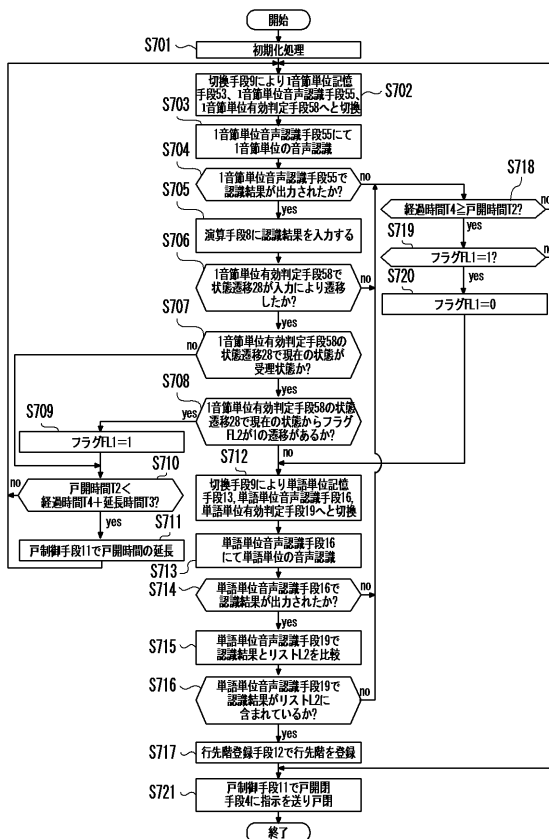 開始
S701
初期化処理
切換手段9により1音節単位記憶
手段53、1音節単位音声認識手段55、
1音節単位有効判定手段58へと切換
S702
S703
1音節単位音声認識手段55にて
1音節単位の音声認識
S704
1音節単位音声認識手段55で
認識結果が出力されたか?
no
yes
S705
演算手段8に認識結果を入力する
S706
1音節単位有効判定手段58で
状態遷移28が入力により遷移
したか?
no
yes
S707
1音節単位有効判定手段58の
状態遷移28で現在の状態が
受理状態か?
no
yes
S708
1音節単位有効判定手段58の状態
遷移28で現在の状態からフラグ
FL2が1の遷移があるか?
yes
no
S709
フラグFL1=1
S710
戸開時間T2<
経過時間T4+延長時間T3?
no
yes
S711
戸制御手段11で戸開時間の延長
S712
切換手段9により単語単位記憶
手段13,単語単位音声認識手段16,
単語単位有効判定手段19へと切換
S713
単語単位音声認識手段16
にて単語単位の音声認識
S714
単語単位音声認識手段16で
認識結果が出力されたか?
no
yes
S715
単語単位音声認識手段19で
認識結果とリストL2を比較
S716
単語単位音声認識手段19で
認識結果がリストL2に
含まれているか?
no
yes
S717
行先階登録手段12で行先階を登録
S718
経過時間T4≧戸開時間T2?
no
yes
S719
フラグFL1=1?
no
yes
S720
フラグFL1=0
S721
戸制御手段11で戸開閉
手段4に指示を送り戸閉
終了